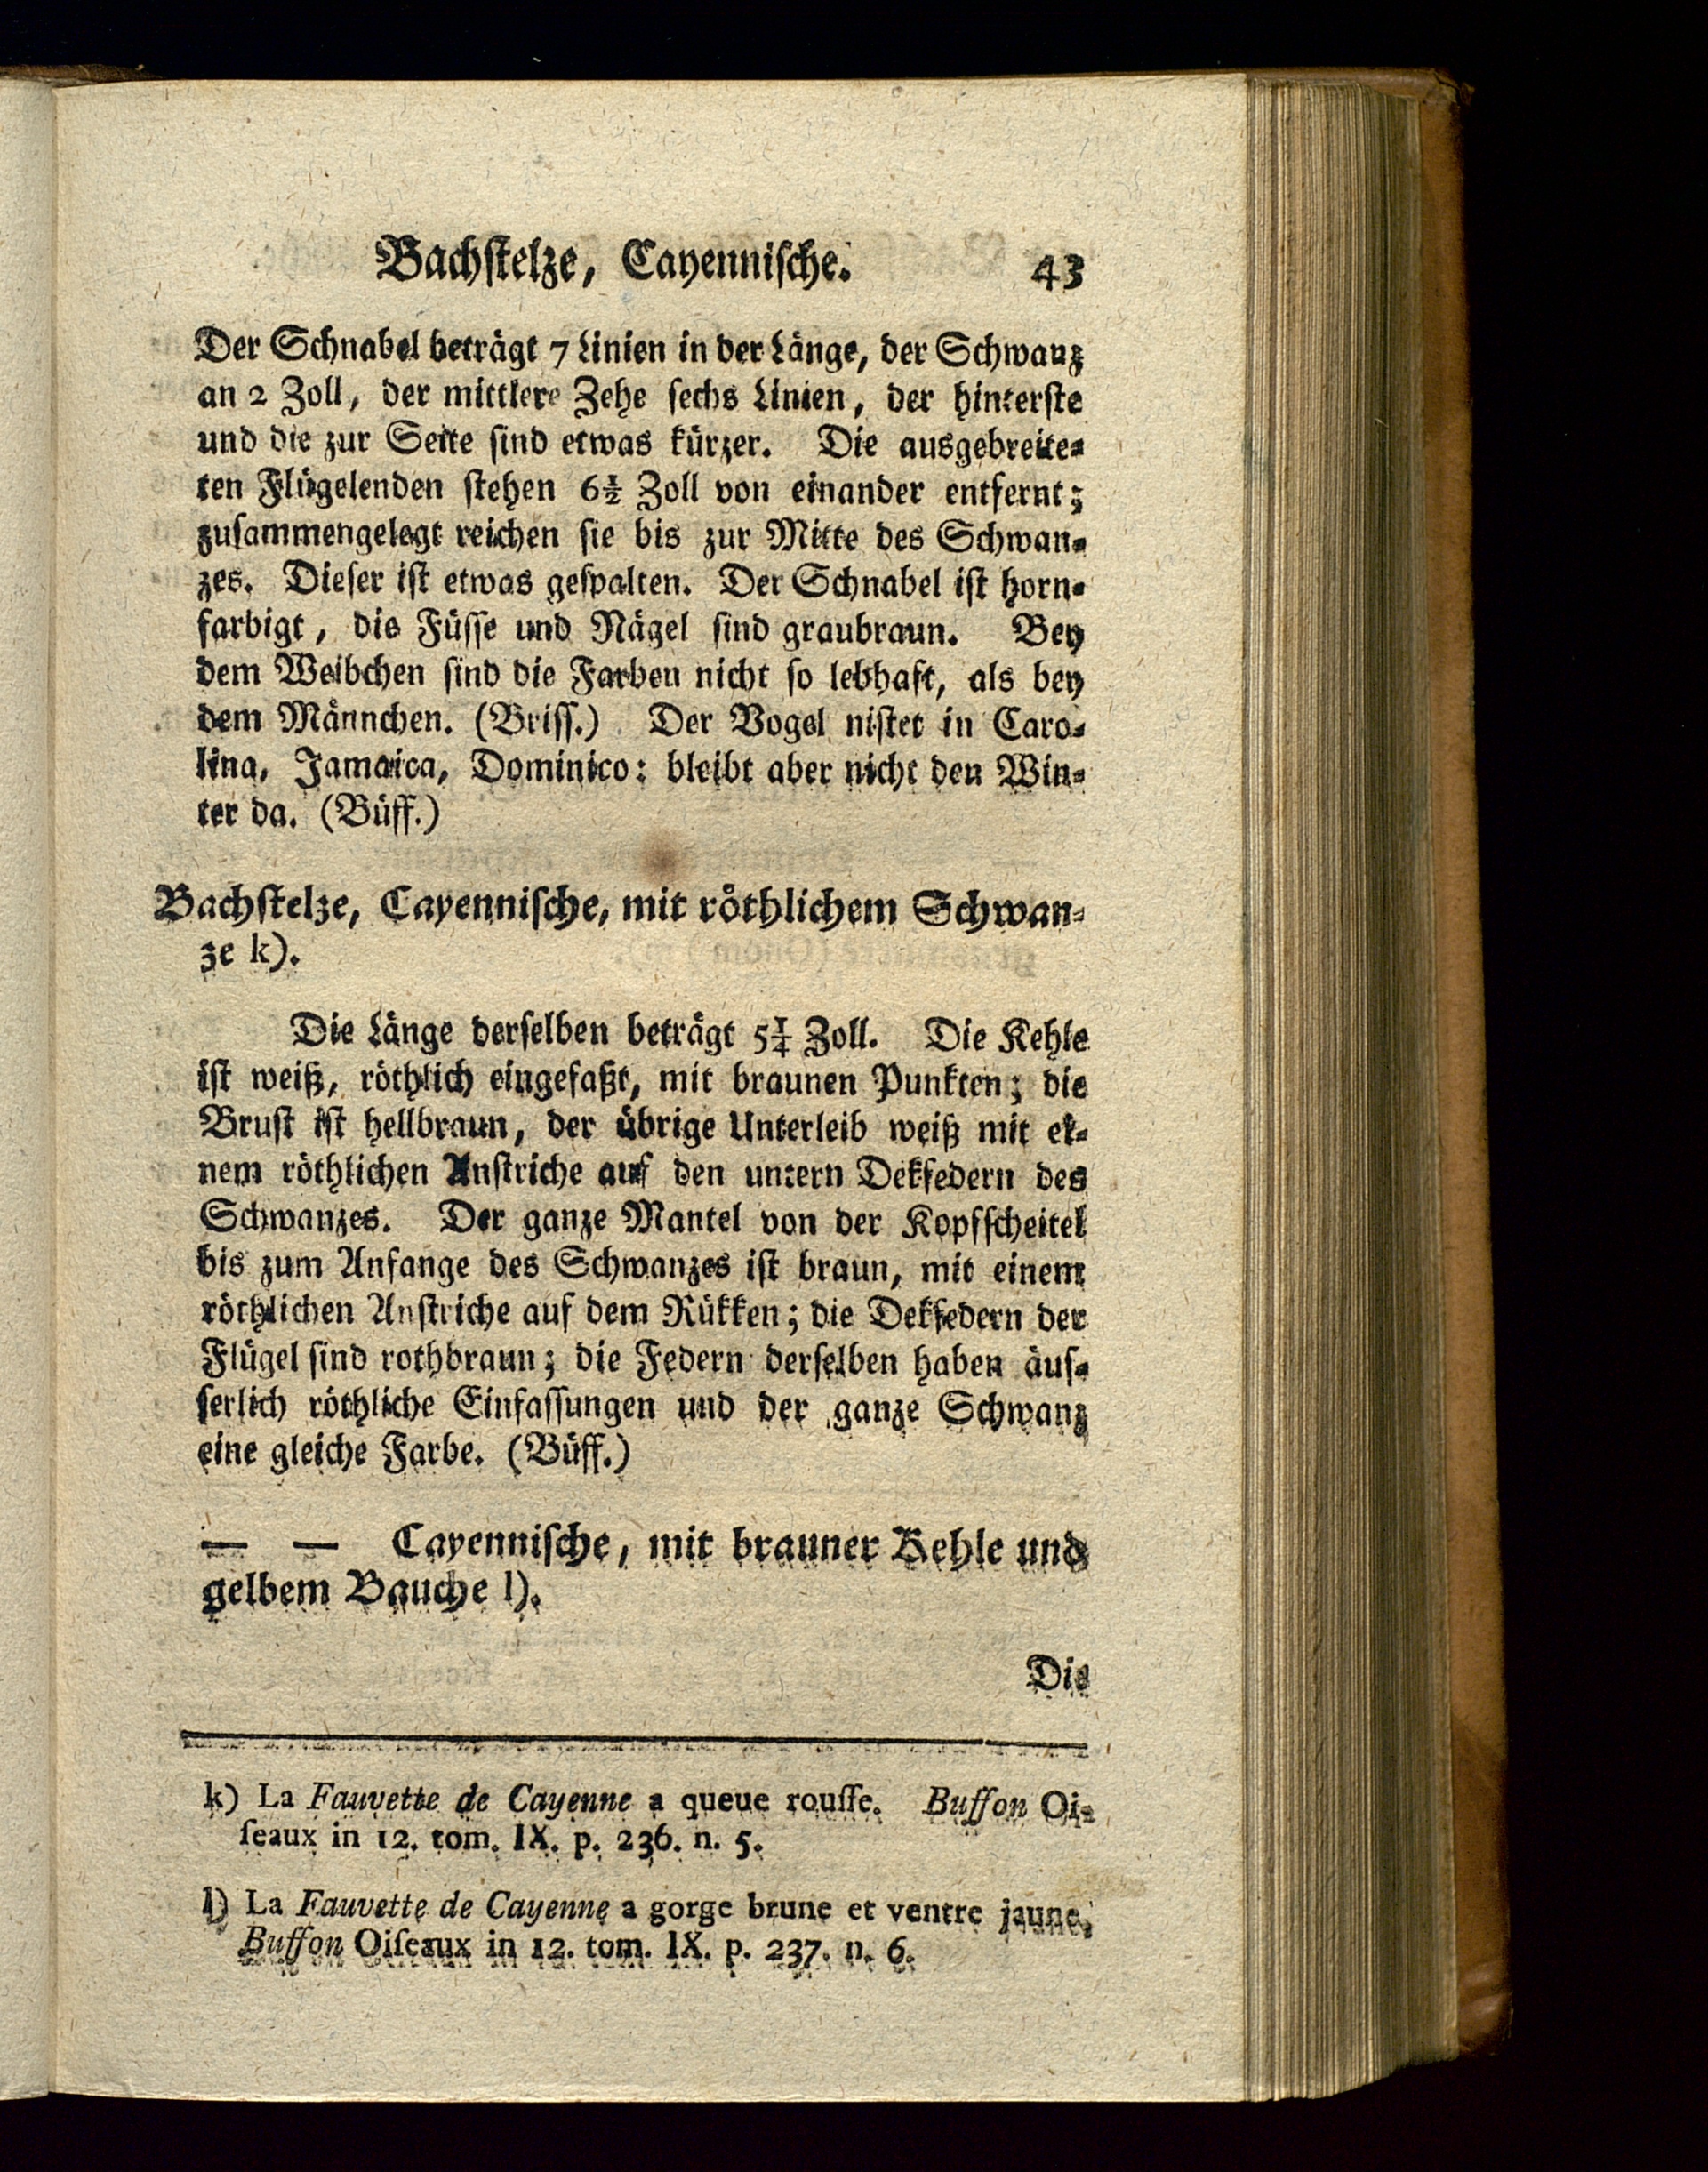 Bachstelze, Cayennische. 43
Der Schnabel beträgt 7 Linien in der Länge, der Schwanz
an 2 Zoll, der mittlere Zehe sechs Linien, der hinterste
und die zur Seite sind etwas kürzer. Die ausgebreite-
ten Flügelenden stehen 6½ Zoll von einander entfernt;
zusammengelegt reichen sie bis zur Mitte des Schwan-
zes. Dieser ist etwas gespalten. Der Schnabel ist horn-
farbigt, die Füsse und Nägel sind graubraun. Bey
dem Weibchen sind die Farben nicht so lebhaft, als bey
dem Männchen. (Briss.) Der Vogel nistet in Caro-
lina, Jamaica, Dominico: bleibt aber nicht den Win-
ter da. (Büff.)
Bachstelze, Cayennische, mit röthlichem Schwan-
ze k).
Die Länge derselben beträgt 5¼ Zoll. Die Kehle
ist weiß, röthlich eingefaßt, mit braunen Punkten; die
Brust ist hellbraun, der übrige Unterleib weiß mit ei-
nem röthlichen Anstriche auf den untern Dekfedern des
Schwanzes. Der ganze Mantel von der Kopfscheitel
bis zum Anfange des Schwanzes ist braun, mit einem
röthlichen Anstriche auf dem Rükken; die Dekfedern der
Flügel sind rothbraun; die Federn derselben haben äus-
serlich röthliche Einfassungen und der ganze Schwanz
eine gleiche Farbe. (Büff.)
— — Cayennische, mit brauner Kehle und
gelbem Bauche l).
Die
k) La Fauvette de Cayenne a queue rousse. Buffon Oi-
seaux in 12. tom. IX. p. 236. n. 5.
l) La Fauvette de Cayenne a gorge brune et ventre jaune.
Buffon Oiseaux in 12. tom. IX. p. 237. n. 6.